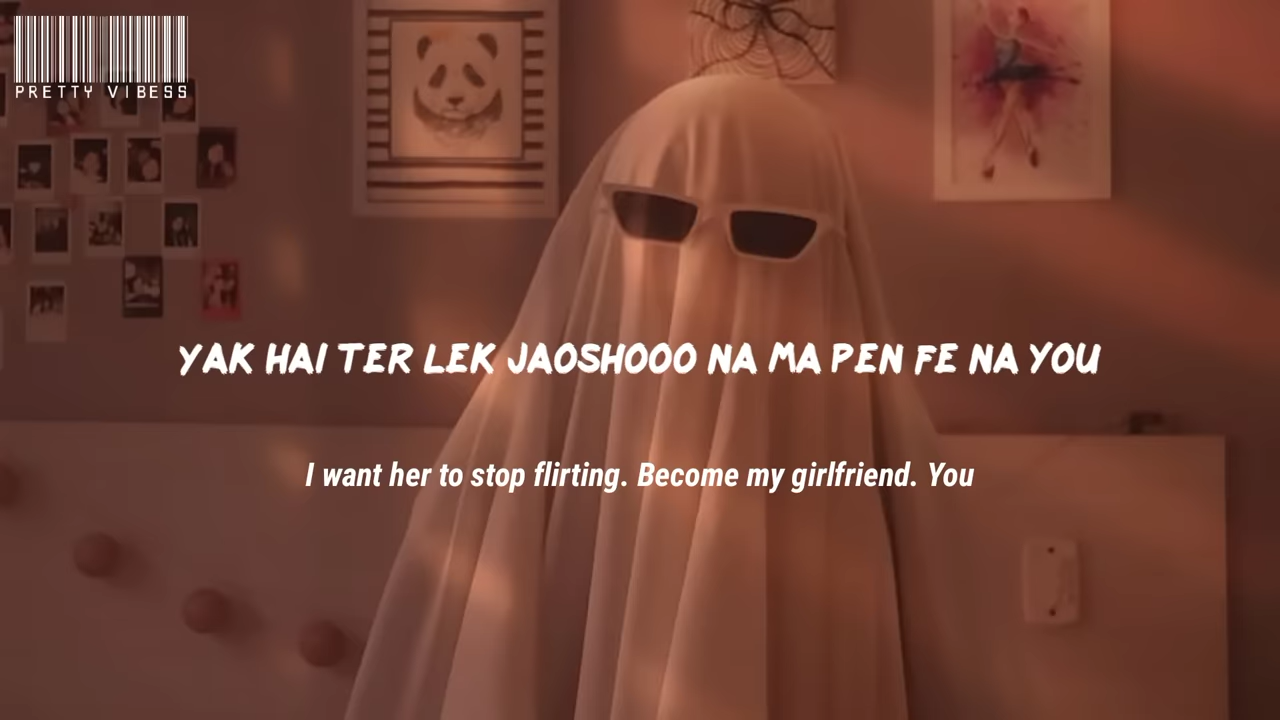 PRETTY VIBESS
YAK HAI TER LEK JAOSHOOO NA MA PEN FE NA YOU
I want her to stop flirting. Become my girlfriend. You